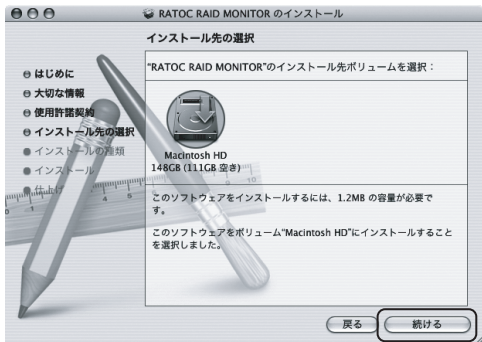 RATOC RAID MONITOR のインストール
インストール先の選択
はじめに
大切な情報
使用許諾契約
インストール先の選択
インストールの種類
インストール
仕上げ
"RATOC RAID MONITOR"のインストール先ボリュームを選択：
Macintosh HD
148GB (111GB 空き)
このソフトウェアをインストールするには、1.2MB の容量が必要で
す。
このソフトウェアをボリューム"Macintosh HD"にインストールすること
を選択しました。
戻る
続ける